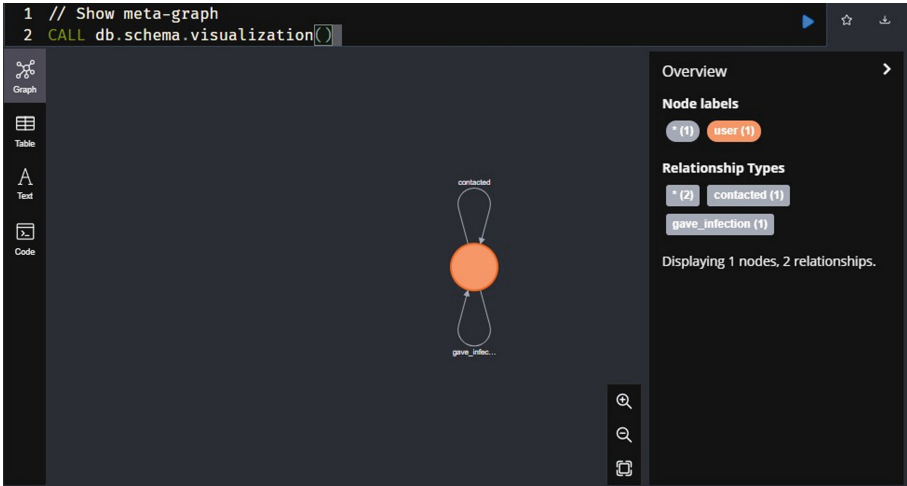 1 // Show meta-graph
2 CALL db.schema.visualization()
Graph
Table
A
Text
Code
contacted
gave_infec...
Overview
Node labels
* (1) user (1)
Relationship Types
* (2) contacted (1)
gave_infection (1)
Displaying 1 nodes, 2 relationships.